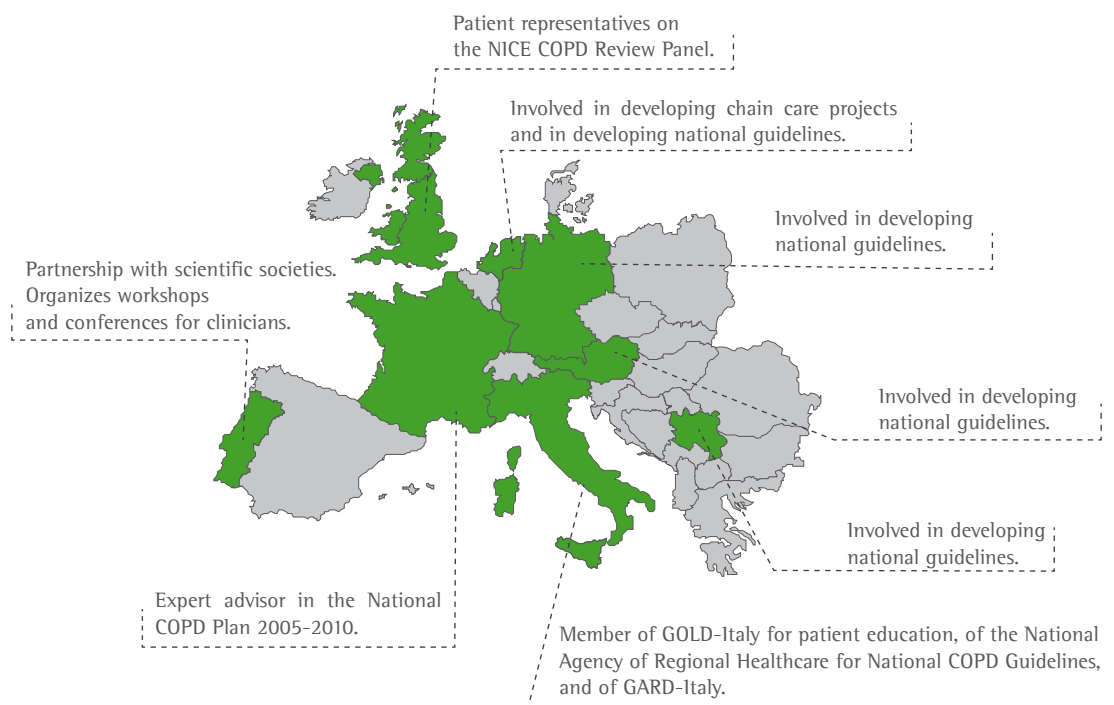 Patient representatives on
the NICE COPD Review Panel.
Involved in developing chain care projects
and in developing national guidelines.
Involved in developing
national guidelines.
Partnership with scientific societies.
Organizes workshops
and conferences for clinicians.
Involved in developing
national guidelines.
Involved in developing
national guidelines.
Expert advisor in the National
COPD Plan 2005-2010.
Member of GOLD-Italy for patient education, of the National
Agency of Regional Healthcare for National COPD Guidelines,
and of GARD-Italy.